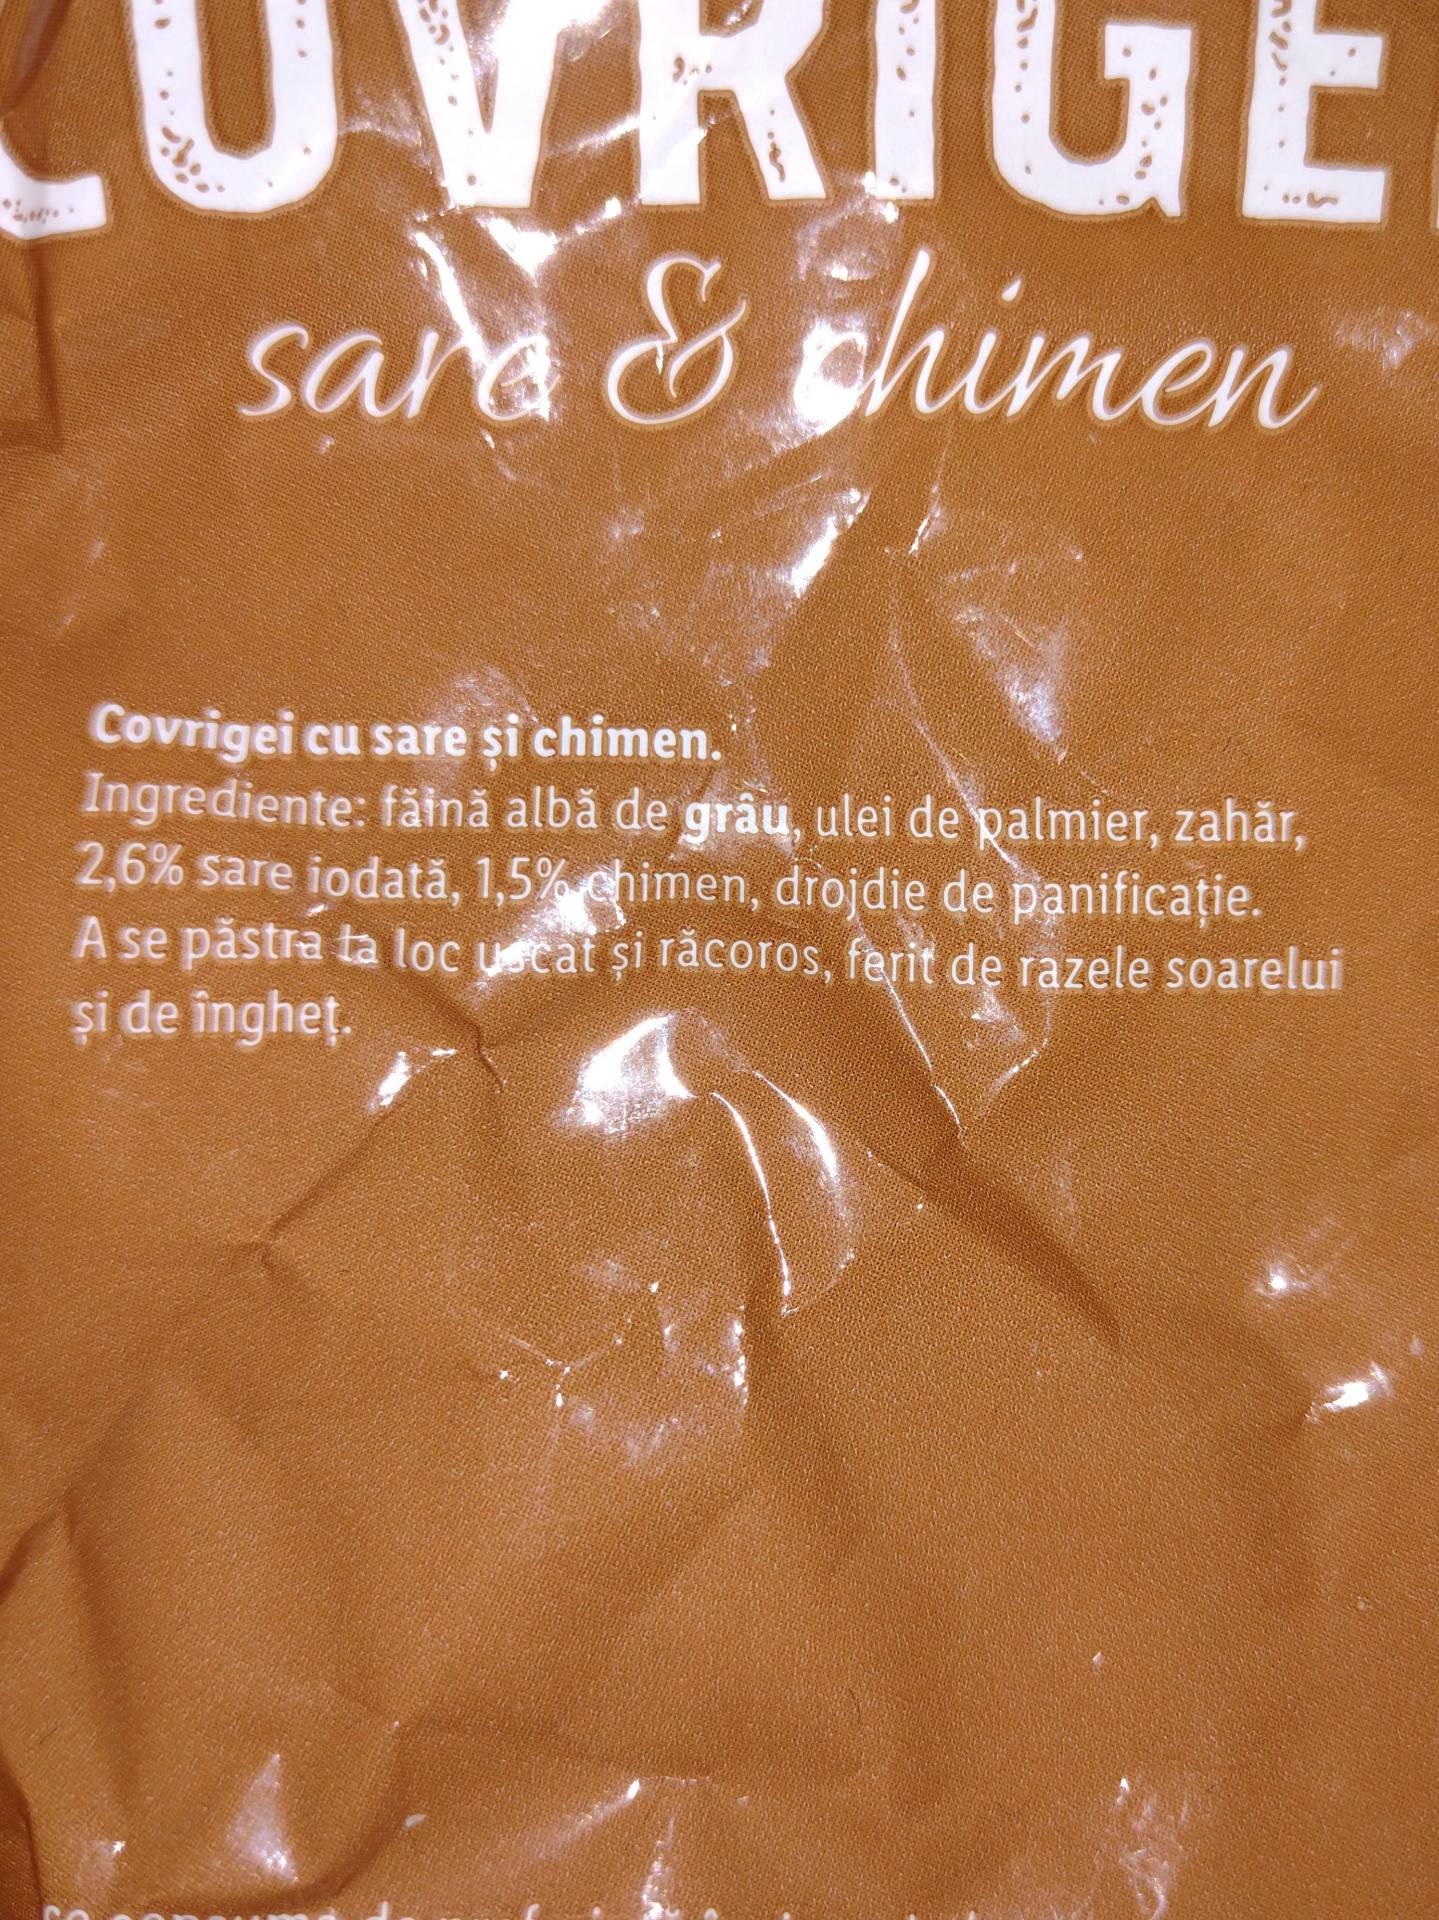 COVRIGEI
sare & chimen
Covrigei cu sare și chimen.
Ingrediente: făină albă de grâu, ulei de palmier, zahăr,
2,6% sare iodată, 1,5% chimen, drojdie de panificație.
A se păstra la loc uscat și răcoros, ferit de razele soarelui
și de îngheț.